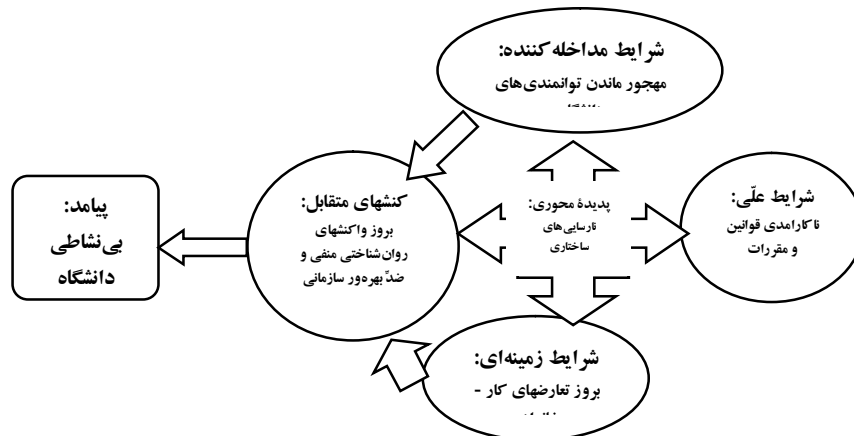 شرایط مداخله‌کننده:
مهجور ماندن توانمندی‌های
شرایط علّی:
ناکارامدی قوانین
و مقررات
پدیدۀ محوری:
نارسایی‌های
ساختاری
کنشهای متقابل:
بروز واکنشهای
روان‌شناختی منفی و
ضدّ بهره‌ور سازمانی
پیامد:
بی‌نشاطی
دانشگاه
شرایط زمینه‌ای:
بروز تعارضهای کار -